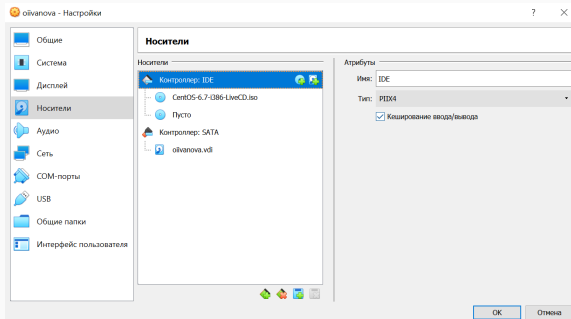 oiivanova - Настройки
?
Общие
Система
Дисплей
Носители
Аудио
Сеть
COM-порты
USB
Общие папки
Интерфейс пользователя
Носители
Носители
Контроллер: IDE
CentOS-6.7-i386-LiveCD.iso
Пусто
Контроллер: SATA
oiivanova.vdi
Атрибуты
Имя: IDE
Тип: PIIX4
Кеширование ввода/вывода
OK Отмена